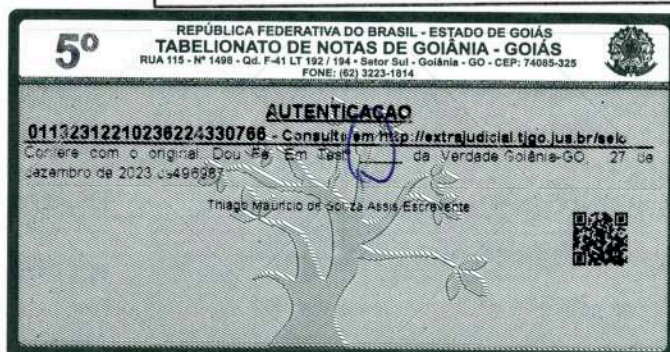 5º
REPÚBLICA FEDERATIVA DO BRASIL - ESTADO DE GOIÁS
TABELIONATO DE NOTAS DE GOIÂNIA - GOIÁS
RUA 115 - Nº 1498 - Qd. F-41 LT 192 / 194 - Setor Sul - Goiânia - GO - CEP: 74085-325
FONE: (62) 3223-1814
AUTENTICAÇÃO
01132312210236224330766 - Consulte em http://extrajudicial.tjgo.jus.br/selo
Confere com o original Dou Fé. Em Test ____ da Verdade Goiânia-GO, 27 de
dezembro de 2023
Thiago Mauricio de Souza Assis Escrevente